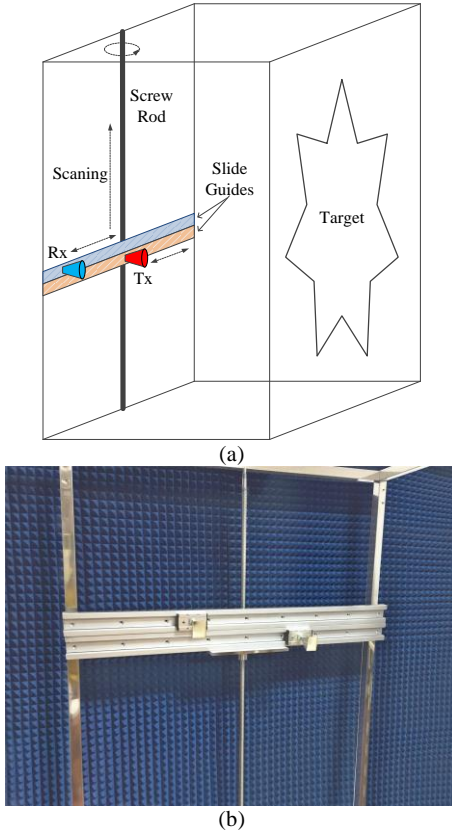 Screw
Rod
Scaning
Slide
Guides
Target
Rx
Tx
(a)
(b)